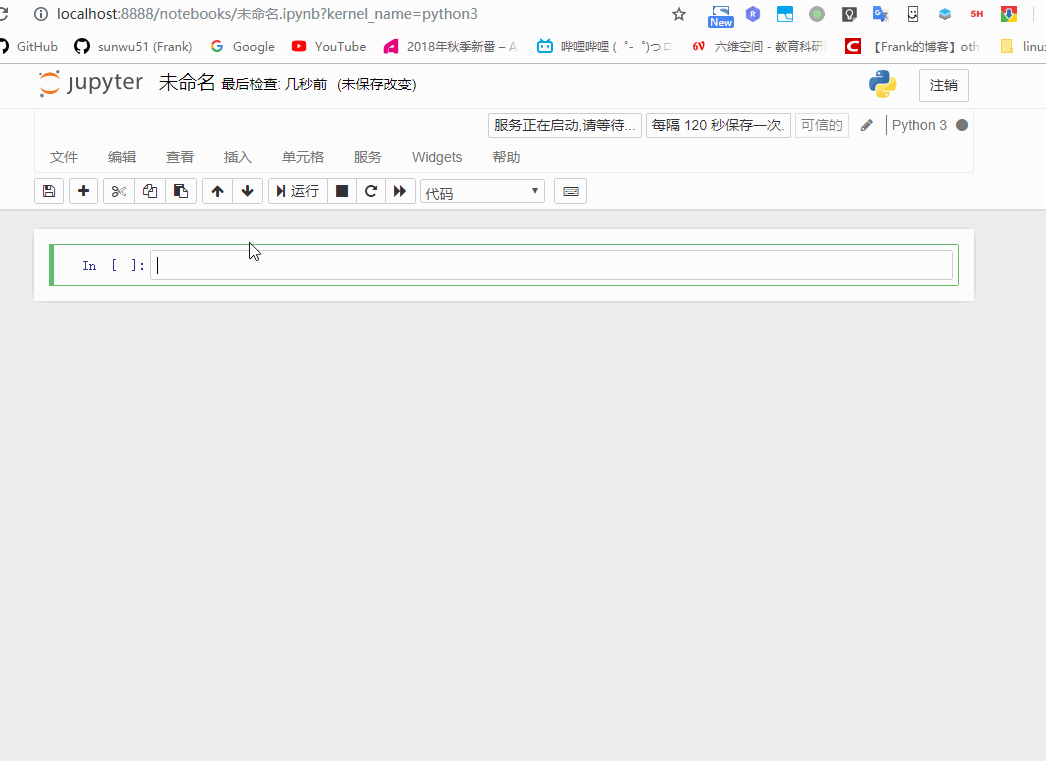 localhost:8888/notebooks/未命名.ipynb?kernel_name=python3
New
R
5H
GitHub
sunwu51 (Frank)
Google
YouTube
2018年秋季新番 – A
哔哩哔哩 ( ゜- ゜)つロ
6V 六维空间 - 教育科研
C 【Frank的博客】oth
linu
jupyter 未命名 最后检查: 几秒前 (未保存改变)
注销
服务正在启动,请等待...
每隔 120 秒保存一次.
可信的
Python 3
文件 编辑 查看 插入 单元格 服务 Widgets 帮助
运行
代码
In [ ]: